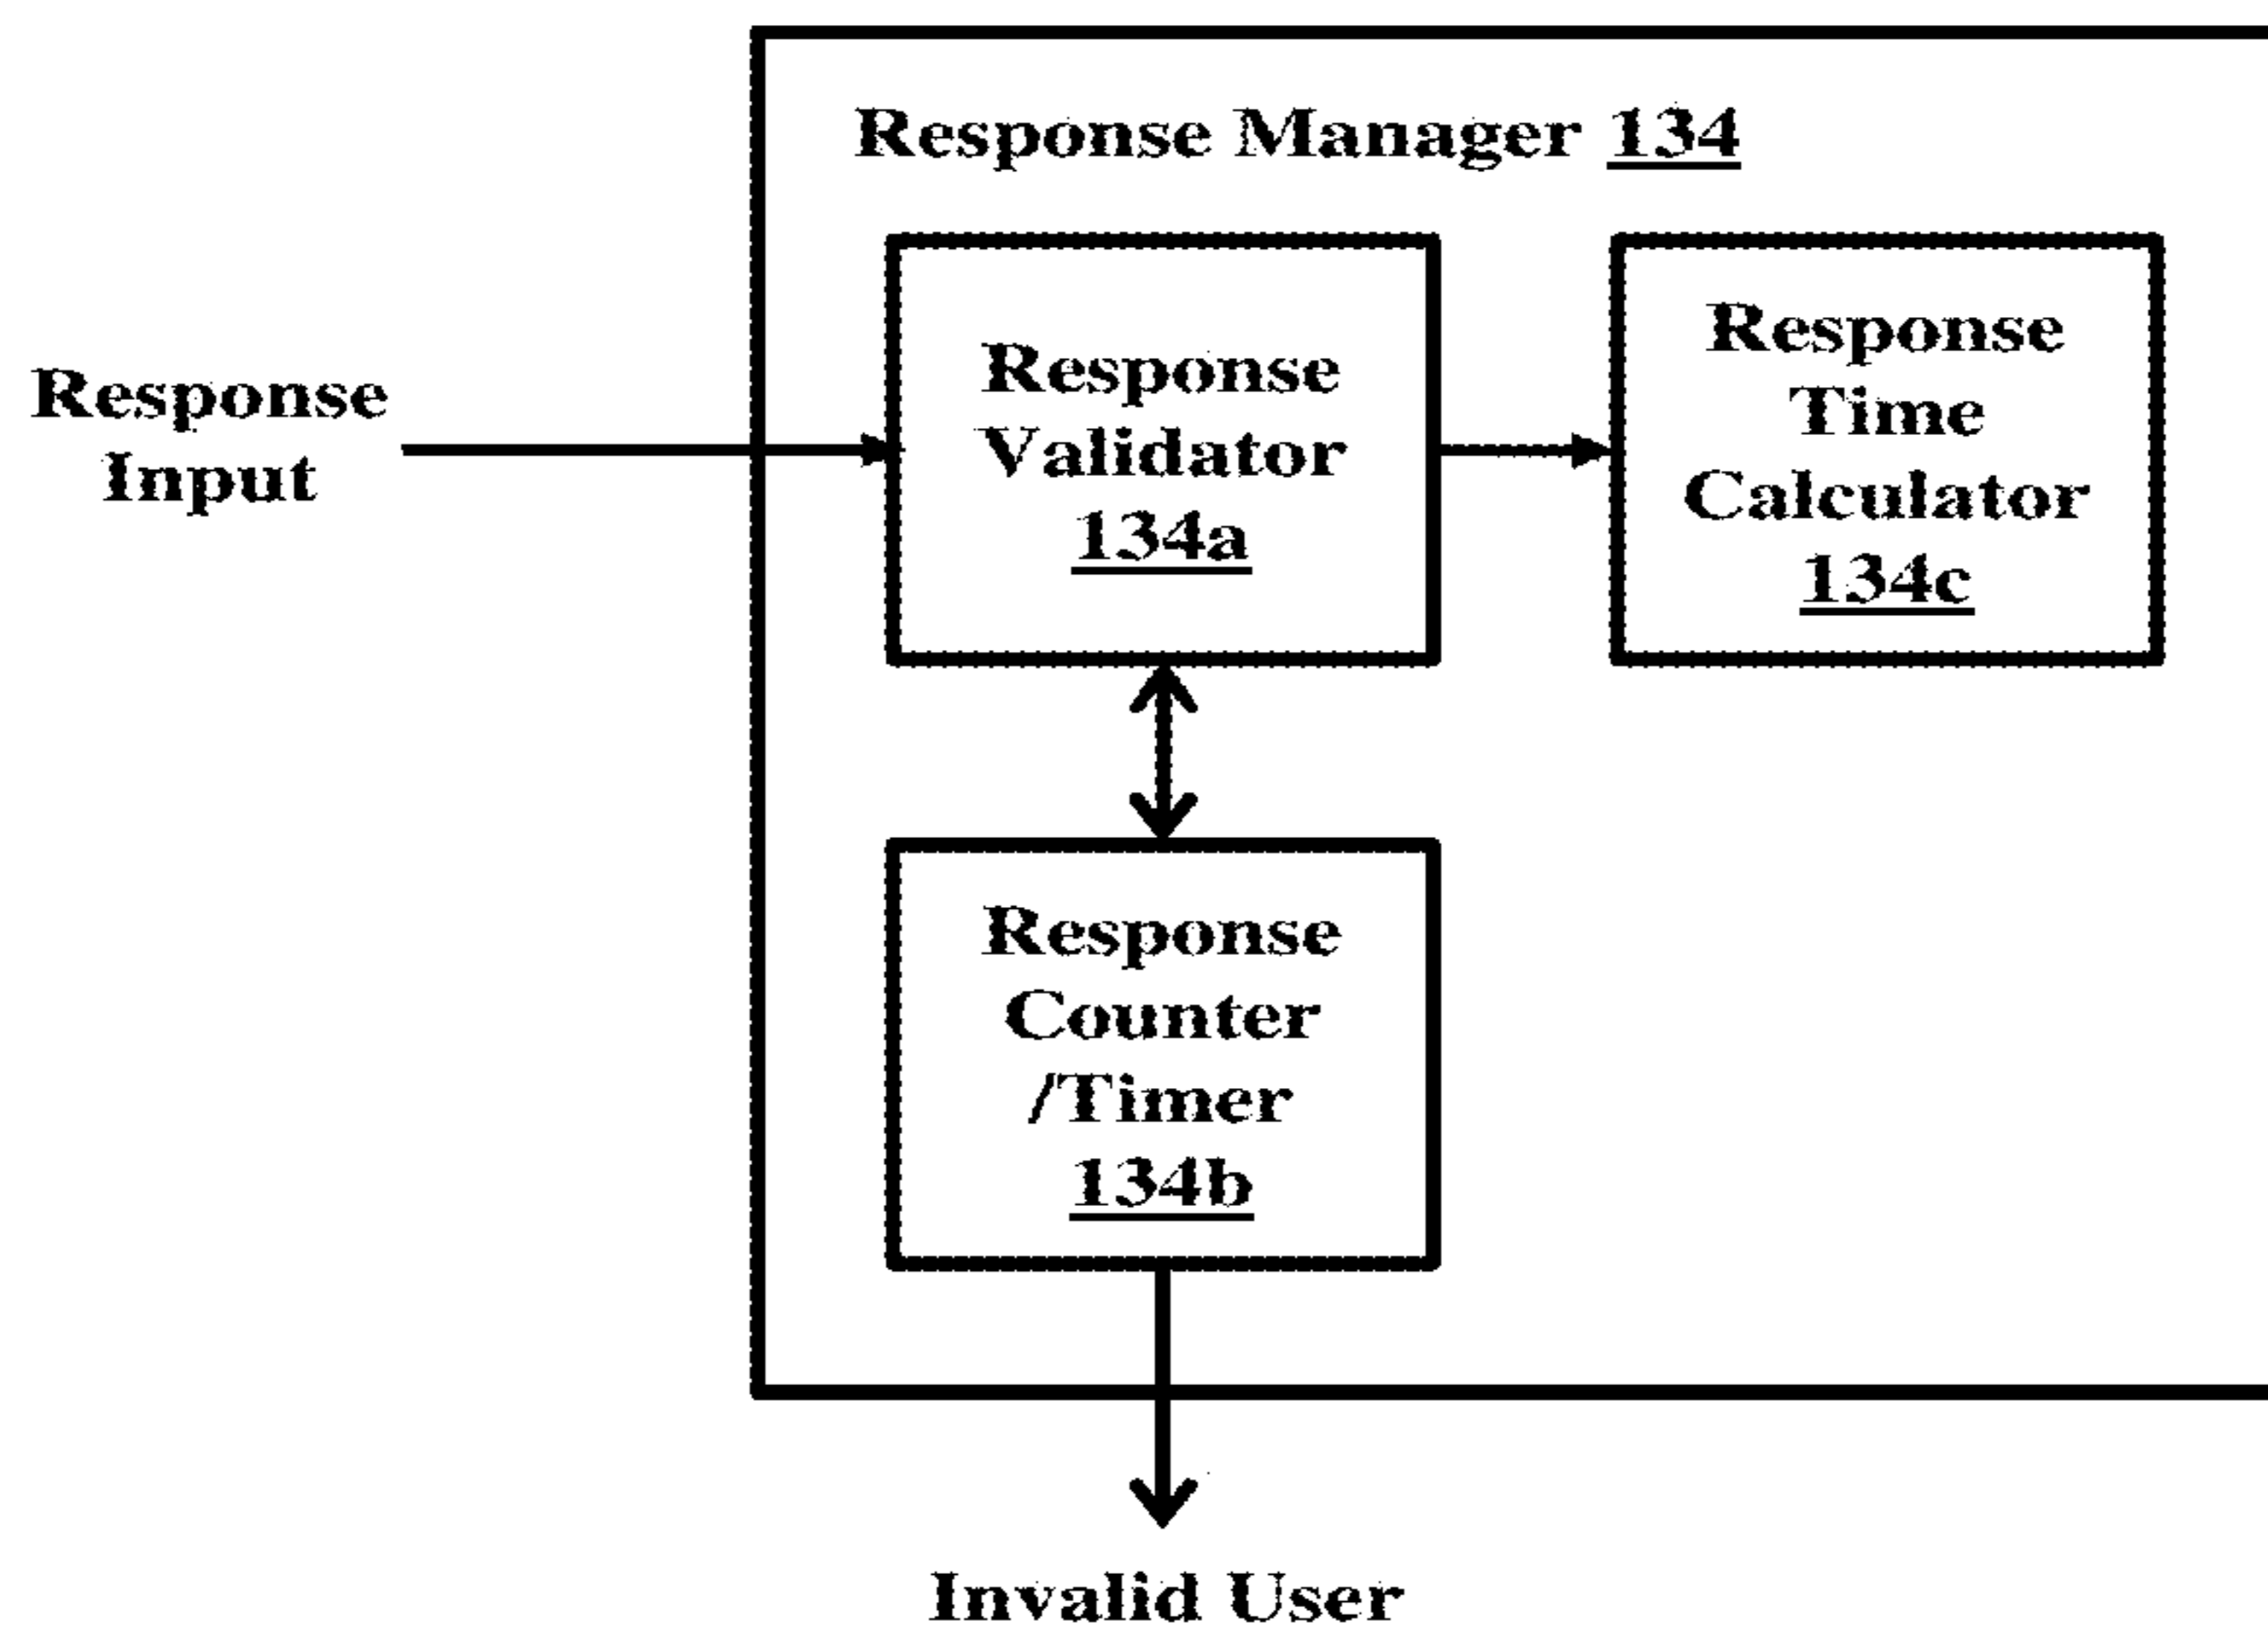 Response Manager 134
Response
Input
Response
Validator
134a
Response
Time
Calculator
134c
Response
Counter
/Timer
134b
Invalid User